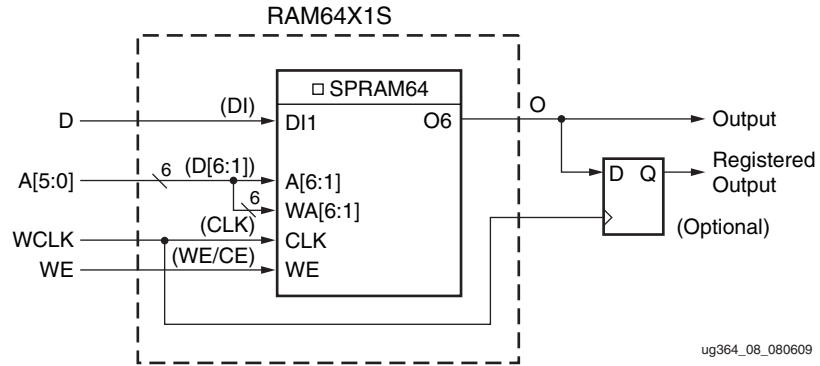 RAM64X1S
□ SPRAM64
D
(DI)
DI1
O6
O
Output
A[5:0]
6
(D[6:1])
A[6:1]
6
WA[6:1]
D Q
Registered
Output
(Optional)
WCLK
(CLK)
CLK
WE
(WE/CE)
WE
ug364_08_080609